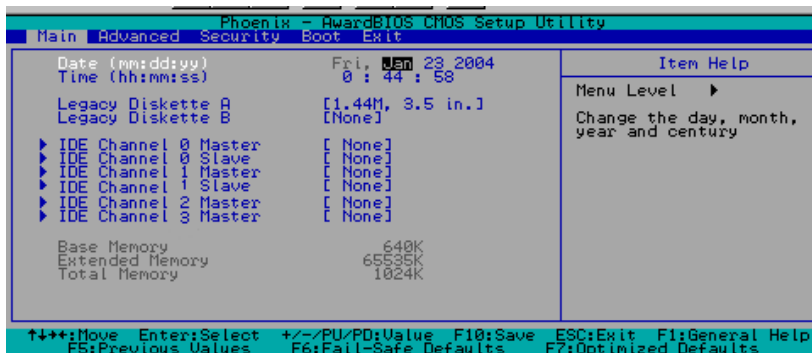 Phoenix - AwardBIOS CMOS Setup Utility
Main Advanced Security Boot Exit
Date (mm:dd:yy) Fri, Jan 23 2004
Time (hh:mm:ss) 0 : 44 : 58
Legacy Diskette A [1.44M, 3.5 in.]
Legacy Diskette B [None]
IDE Channel 0 Master [ None]
IDE Channel 0 Slave [ None]
IDE Channel 1 Master [ None]
IDE Channel 1 Slave [ None]
IDE Channel 2 Master [ None]
IDE Channel 3 Master [ None]
Base Memory 640K
Extended Memory 65535K
Total Memory 1024K
Item Help
Menu Level
Change the day, month,
year and century
↑↓→←:Move Enter:Select +/-/PU/PD:Value F10:Save ESC:Exit F1:General Help
F5:Previous Values F6:Fail-Safe Defaults F7:Optimized Defaults